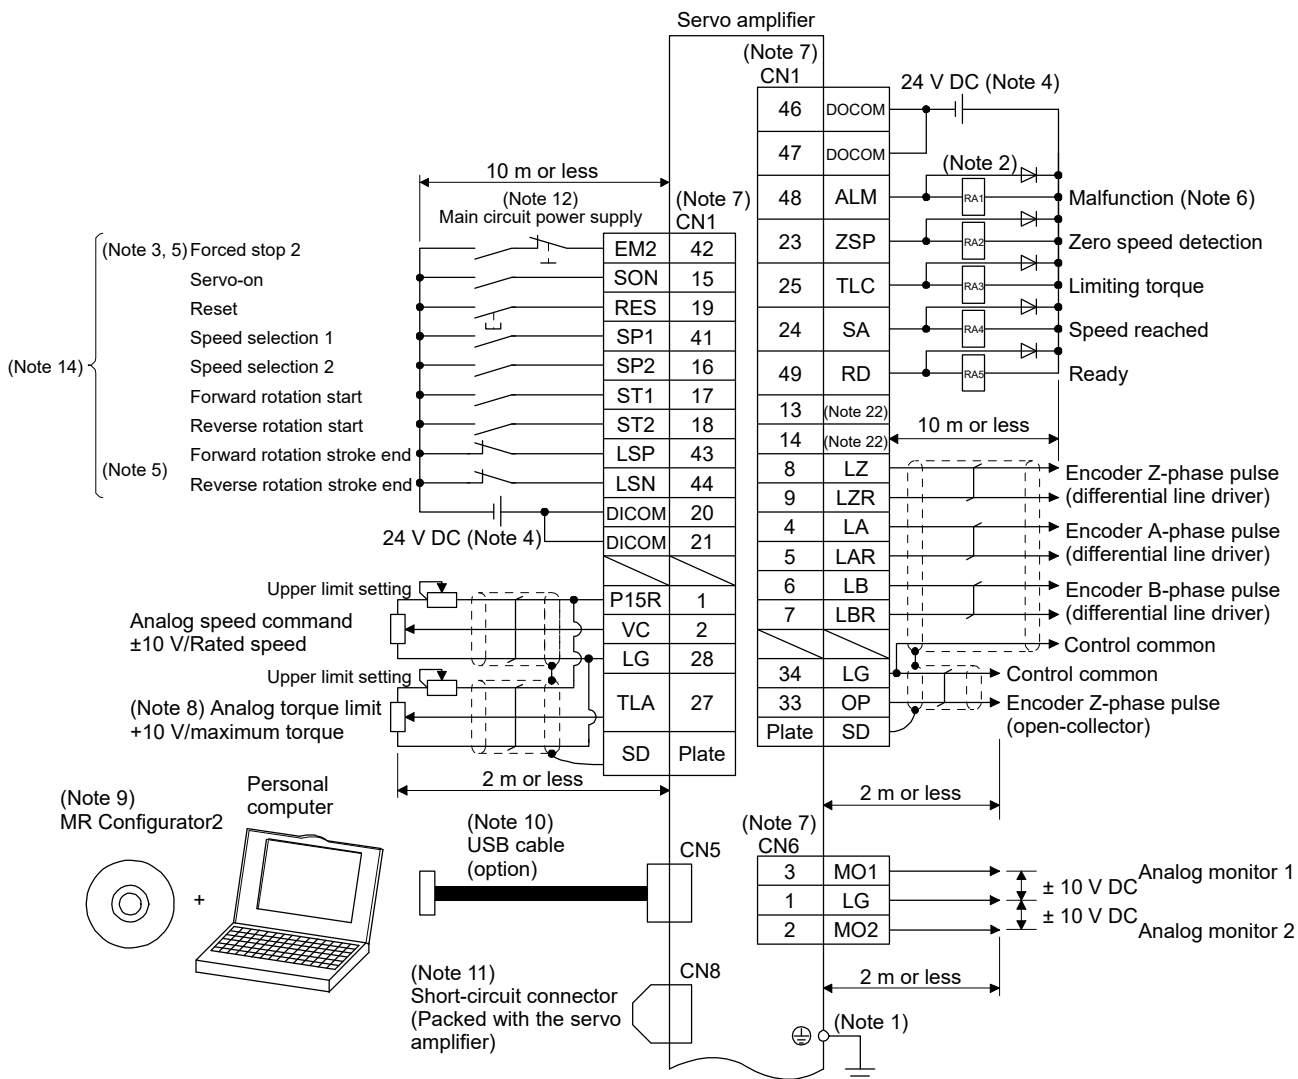 Servo amplifier
(Note 7)
CN1
24 V DC (Note 4)
46 DOCOM
47 DOCOM
(Note 2)
48 ALM RA1 Malfunction (Note 6)
23 ZSP RA2 Zero speed detection
25 TLC RA3 Limiting torque
24 SA RA4 Speed reached
49 RD RA5 Ready
13 (Note 22)
14 (Note 22)
10 m or less
8 LZ Encoder Z-phase pulse
9 LZR (differential line driver)
4 LA Encoder A-phase pulse
5 LAR (differential line driver)
6 LB Encoder B-phase pulse
7 LBR (differential line driver)
Control common
34 LG Control common
33 OP Encoder Z-phase pulse
(open-collector)
Plate SD
2 m or less
10 m or less
(Note 12)
Main circuit power supply
(Note 7)
CN1
(Note 3, 5) Forced stop 2 EM2 42
Servo-on SON 15
Reset RES 19
Speed selection 1 SP1 41
(Note 14)
Speed selection 2 SP2 16
Forward rotation start ST1 17
Reverse rotation start ST2 18
Forward rotation stroke end LSP 43
(Note 5)
Reverse rotation stroke end LSN 44
DICOM 20
24 V DC (Note 4)
DICOM 21
Upper limit setting
P15R 1
Analog speed command
±10 V/Rated speed
VC 2
LG 28
Upper limit setting
(Note 8) Analog torque limit
+10 V/maximum torque
TLA 27
SD Plate
2 m or less
(Note 9)
MR Configurator2
+
Personal
computer
(Note 10)
USB cable
(option)
CN5
(Note 11)
Short-circuit connector
(Packed with the servo
amplifier)
CN8
(Note 7)
CN6
3 MO1 Analog monitor 1
± 10 V DC
1 LG
± 10 V DC
2 MO2 Analog monitor 2
2 m or less
(Note 1)